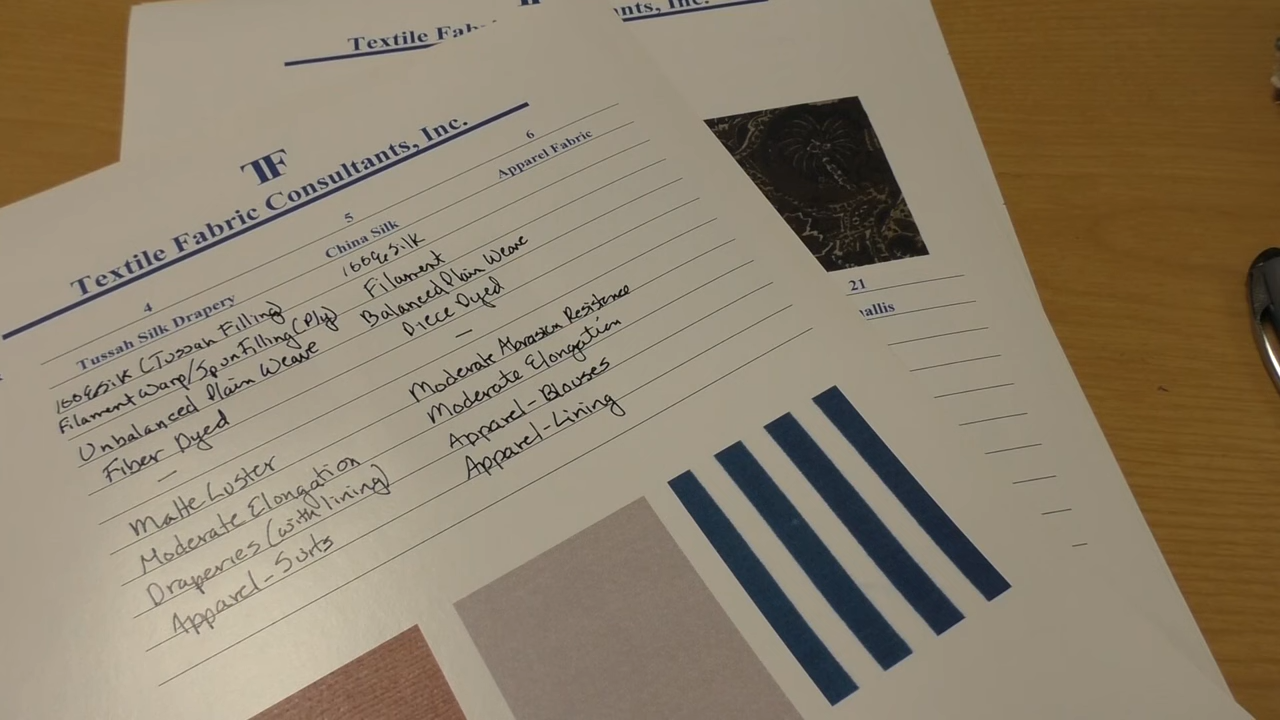 Textile Fab
nts, Inc.
TF
Textile Fabric Consultants, Inc.
4
Tussah Silk Drapery
100% Silk (Tussah Filling)
Filament Warp/Spun Filling (Ply)
Unbalanced Plain Weave
Fiber Dyed
—
Matte Luster
Moderate Elongation
Draperies (with lining)
Apparel-Suits
5
China Silk
100% Silk
Filament
Balanced Plain Weave
Piece Dyed
—
Moderate Abrasion Resistance
Moderate Elongation
Apparel-Blouses
Apparel-Lining
6
Apparel Fabric
21
hallis